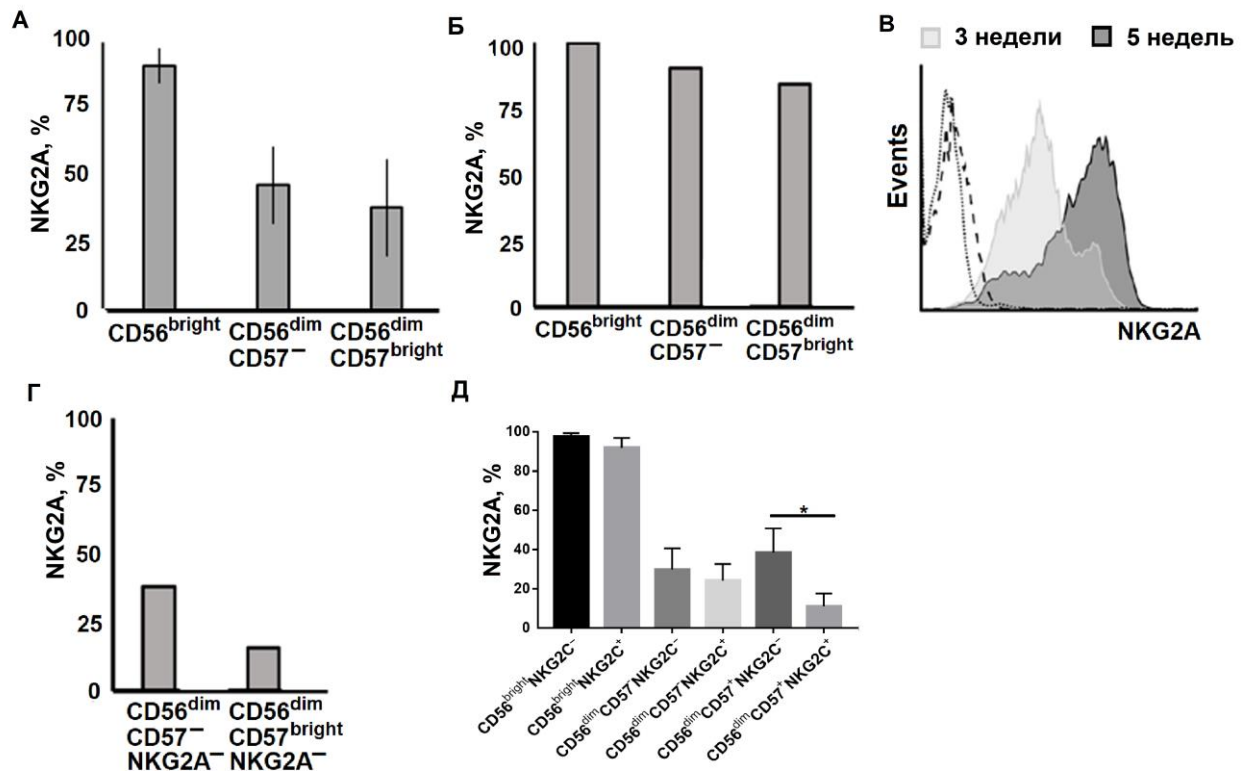 А
NKG2A, %
100
75
50
25
0
CD56bright
CD56dim
CD57–
CD56dim
CD57bright
Б
NKG2A, %
100
75
50
25
0
CD56bright
CD56dim
CD57–
CD56dim
CD57bright
В
3 недели
5 недель
Events
NKG2A
Г
NKG2A, %
100
75
50
25
0
CD56dim
CD57–
NKG2A–
CD56dim
CD57bright
NKG2A–
Д
NKG2A, %
100
80
60
40
20
0
*
CD56brightNKG2C-
CD56brightNKG2C+
CD56dimCD57-NKG2C-
CD56dimCD57-NKG2C+
CD56dimCD57+NKG2C-
CD56dimCD57+NKG2C+